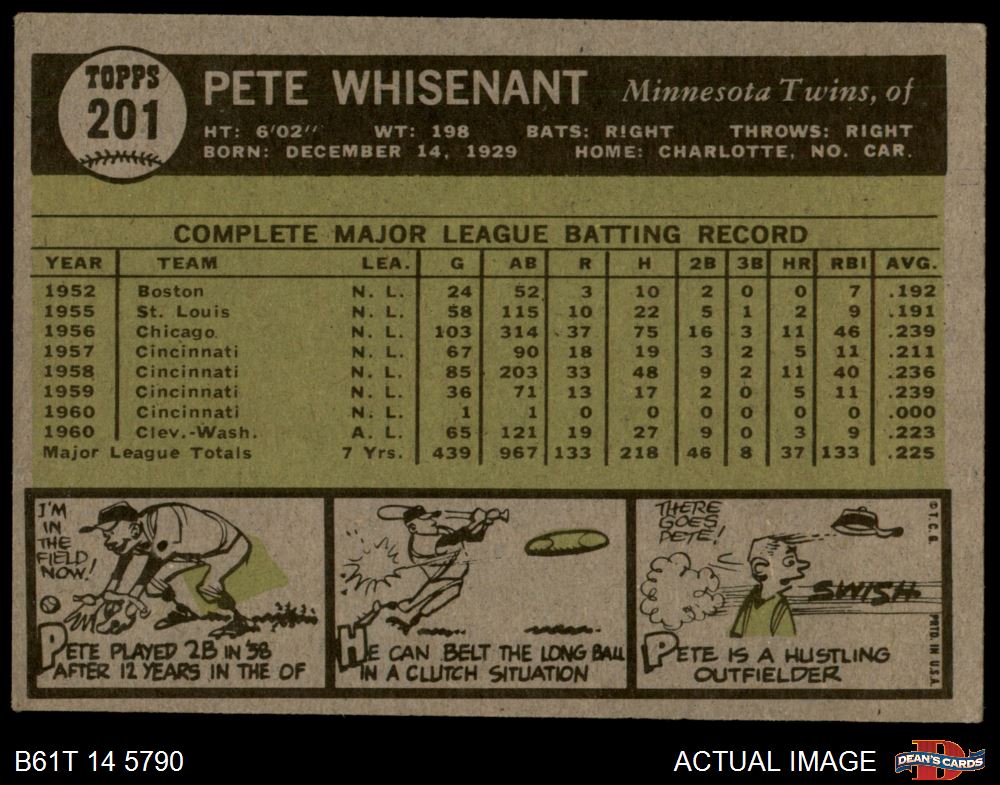 TOPPS
201
PETE WHISENANT Minnesota Twins, of
HT: 6'02" WT: 198 BATS: RIGHT THROWS: RIGHT
BORN: DECEMBER 14, 1929 HOME: CHARLOTTE, NO. CAR.
COMPLETE MAJOR LEAGUE BATTING RECORD
YEAR TEAM LEA. G AB R H 2B 3B HR RBI AVG.
1952 Boston N. L. 24 52 3 10 2 0 0 7 .192
1955 St. Louis N. L. 58 115 10 22 5 1 2 9 .191
1956 Chicago N. L. 103 314 37 75 16 3 11 46 .239
1957 Cincinnati N. L. 67 90 18 19 3 2 5 11 .211
1958 Cincinnati N. L. 85 203 33 48 9 2 11 40 .236
1959 Cincinnati N. L. 36 71 13 17 2 0 5 11 .239
1960 Cincinnati N. L. 1 1 0 0 0 0 0 0 .000
1960 Clev.-Wash. A. L. 65 121 19 27 9 0 3 9 .223
Major League Totals 7 Yrs. 439 967 133 218 46 8 37 133 .225
I'M
IN
THE
FIELD
NOW!
PETE PLAYED 2B IN '58
AFTER 12 YEARS IN THE OF
HE CAN BELT THE LONG BALL
IN A CLUTCH SITUATION
THERE
GOES
PETE!
SWISH
PETE IS A HUSTLING
OUTFIELDER
© T. C. G.
PRTD. IN U.S.A.
B61T 14 5790
ACTUAL IMAGE
DEAN'S CARDS